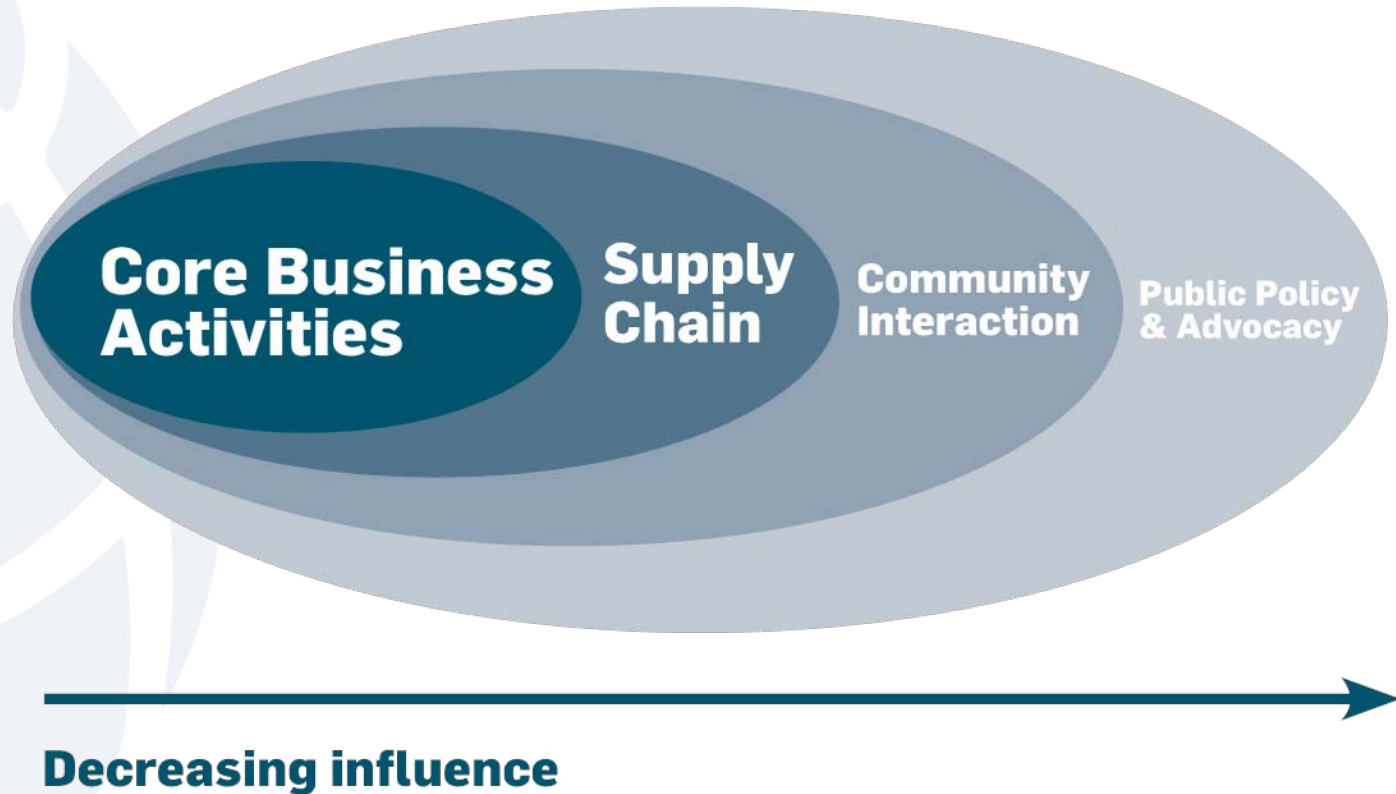 Core Business
Activities
Supply
Chain
Community
Interaction
Public Policy
& Advocacy
Decreasing influence